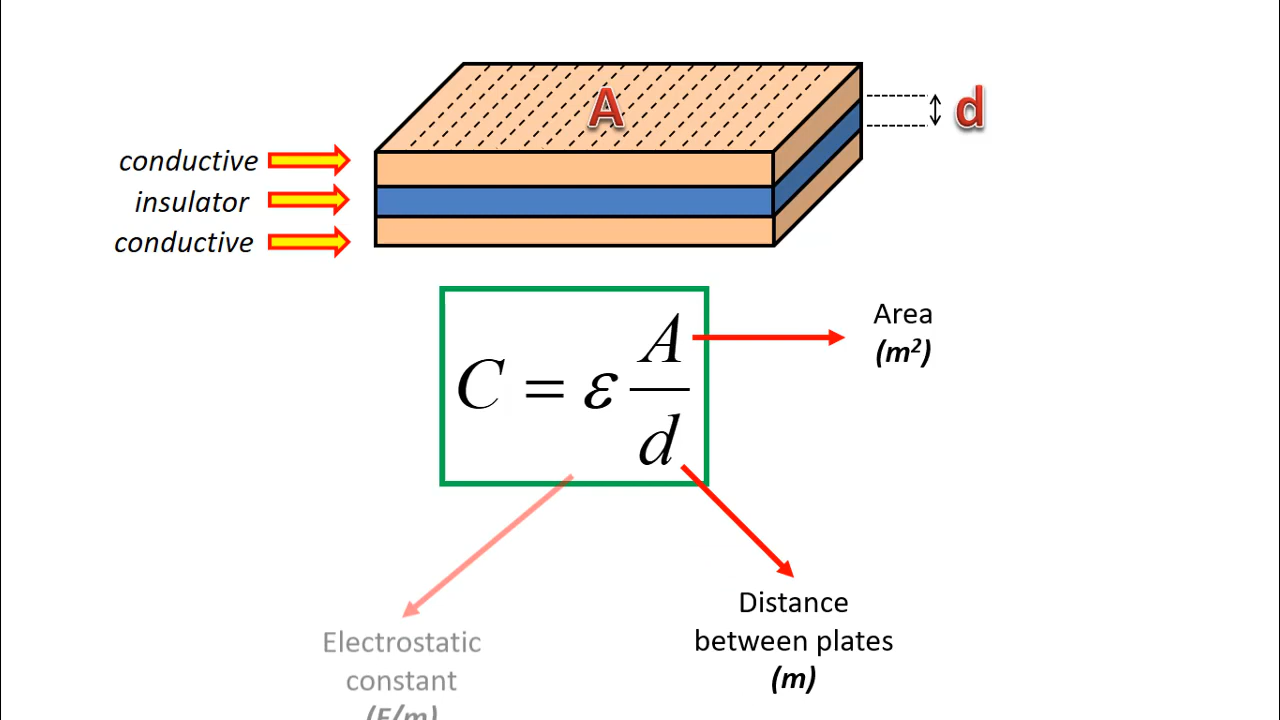 A
d
conductive
insulator
conductive
C = ε A/d
Area
(m²)
Distance
between plates
(m)
Electrostatic
constant
(F/m)